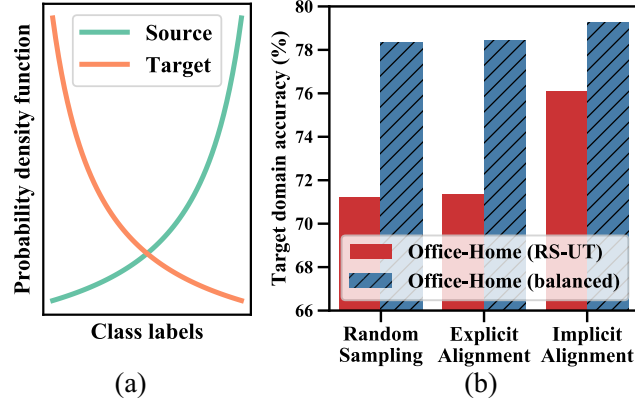 (a)
Probability density function
Source
Target
Class labels
(b)
Target domain accuracy (%)
80
78
76
74
72
70
68
66
Office-Home (RS-UT)
Office-Home (balanced)
Random
Sampling
Explicit
Alignment
Implicit
Alignment
(a)
(b)